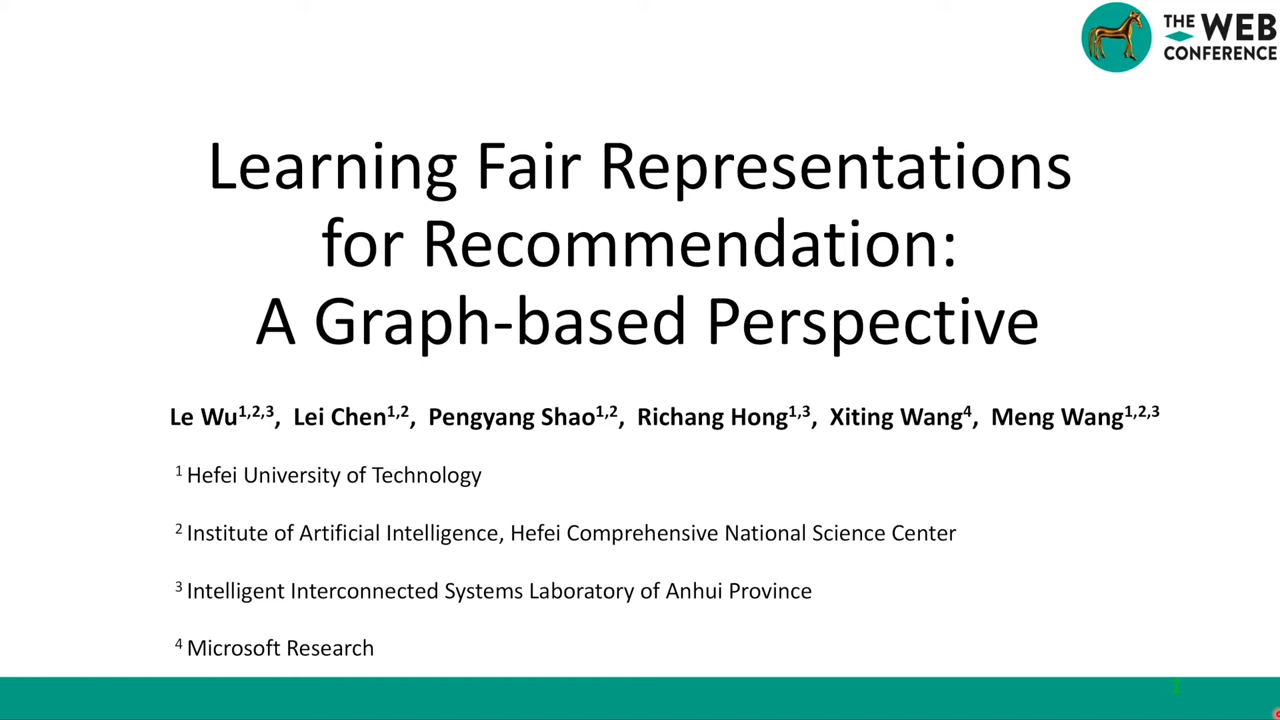 THE WEB
CONFERENCE
Learning Fair Representations
for Recommendation:
A Graph-based Perspective
Le Wu1,2,3, Lei Chen1,2, Pengyang Shao1,2, Richang Hong1,3, Xiting Wang4, Meng Wang1,2,3
1 Hefei University of Technology
2 Institute of Artificial Intelligence, Hefei Comprehensive National Science Center
3 Intelligent Interconnected Systems Laboratory of Anhui Province
4 Microsoft Research
1